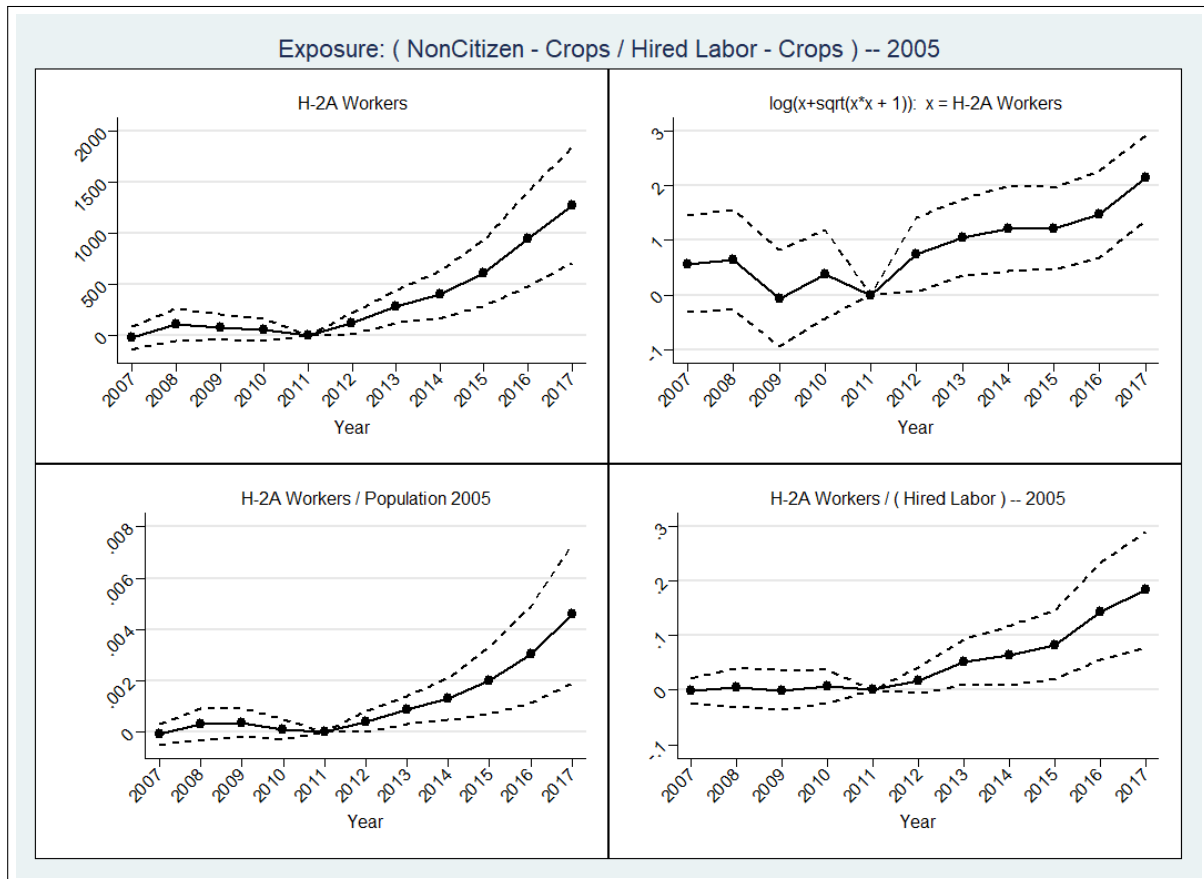 Exposure: ( NonCitizen - Crops / Hired Labor - Crops ) -- 2005
H-2A Workers
2000
1500
1000
500
0
2007 2008 2009 2010 2011 2012 2013 2014 2015 2016 2017
Year
log(x+sqrt(x*x + 1)): x = H-2A Workers
3
2
1
0
-1
2007 2008 2009 2010 2011 2012 2013 2014 2015 2016 2017
Year
H-2A Workers / Population 2005
.008
.006
.004
.002
0
2007 2008 2009 2010 2011 2012 2013 2014 2015 2016 2017
Year
H-2A Workers / ( Hired Labor ) -- 2005
.3
.2
.1
0
-.1
2007 2008 2009 2010 2011 2012 2013 2014 2015 2016 2017
Year